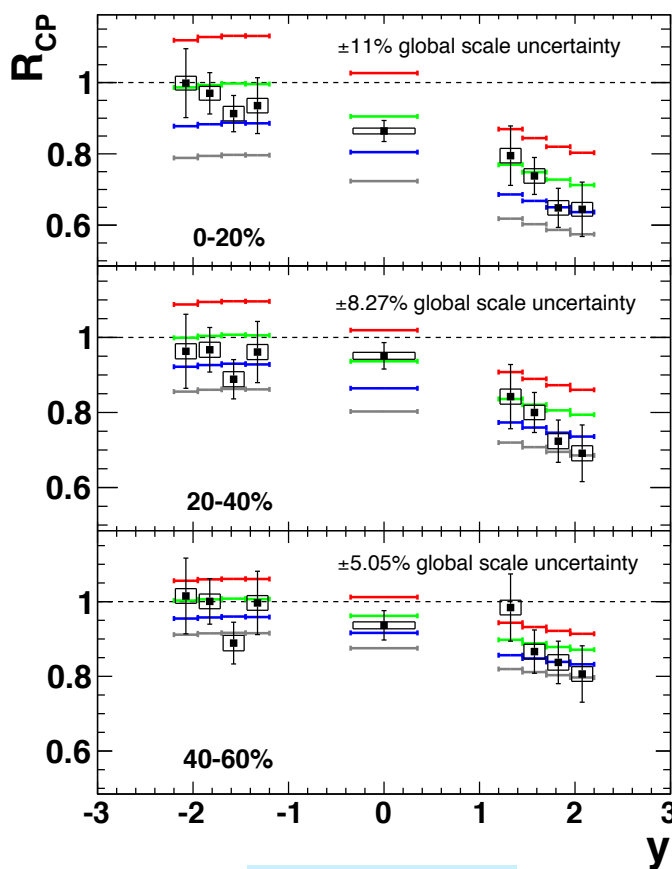 R_CP
±11% global scale uncertainty
1
0.8
0.6
0-20%
±8.27% global scale uncertainty
1
0.8
0.6
20-40%
±5.05% global scale uncertainty
1
0.8
0.6
40-60%
-3 -2 -1 0 1 2 3
y